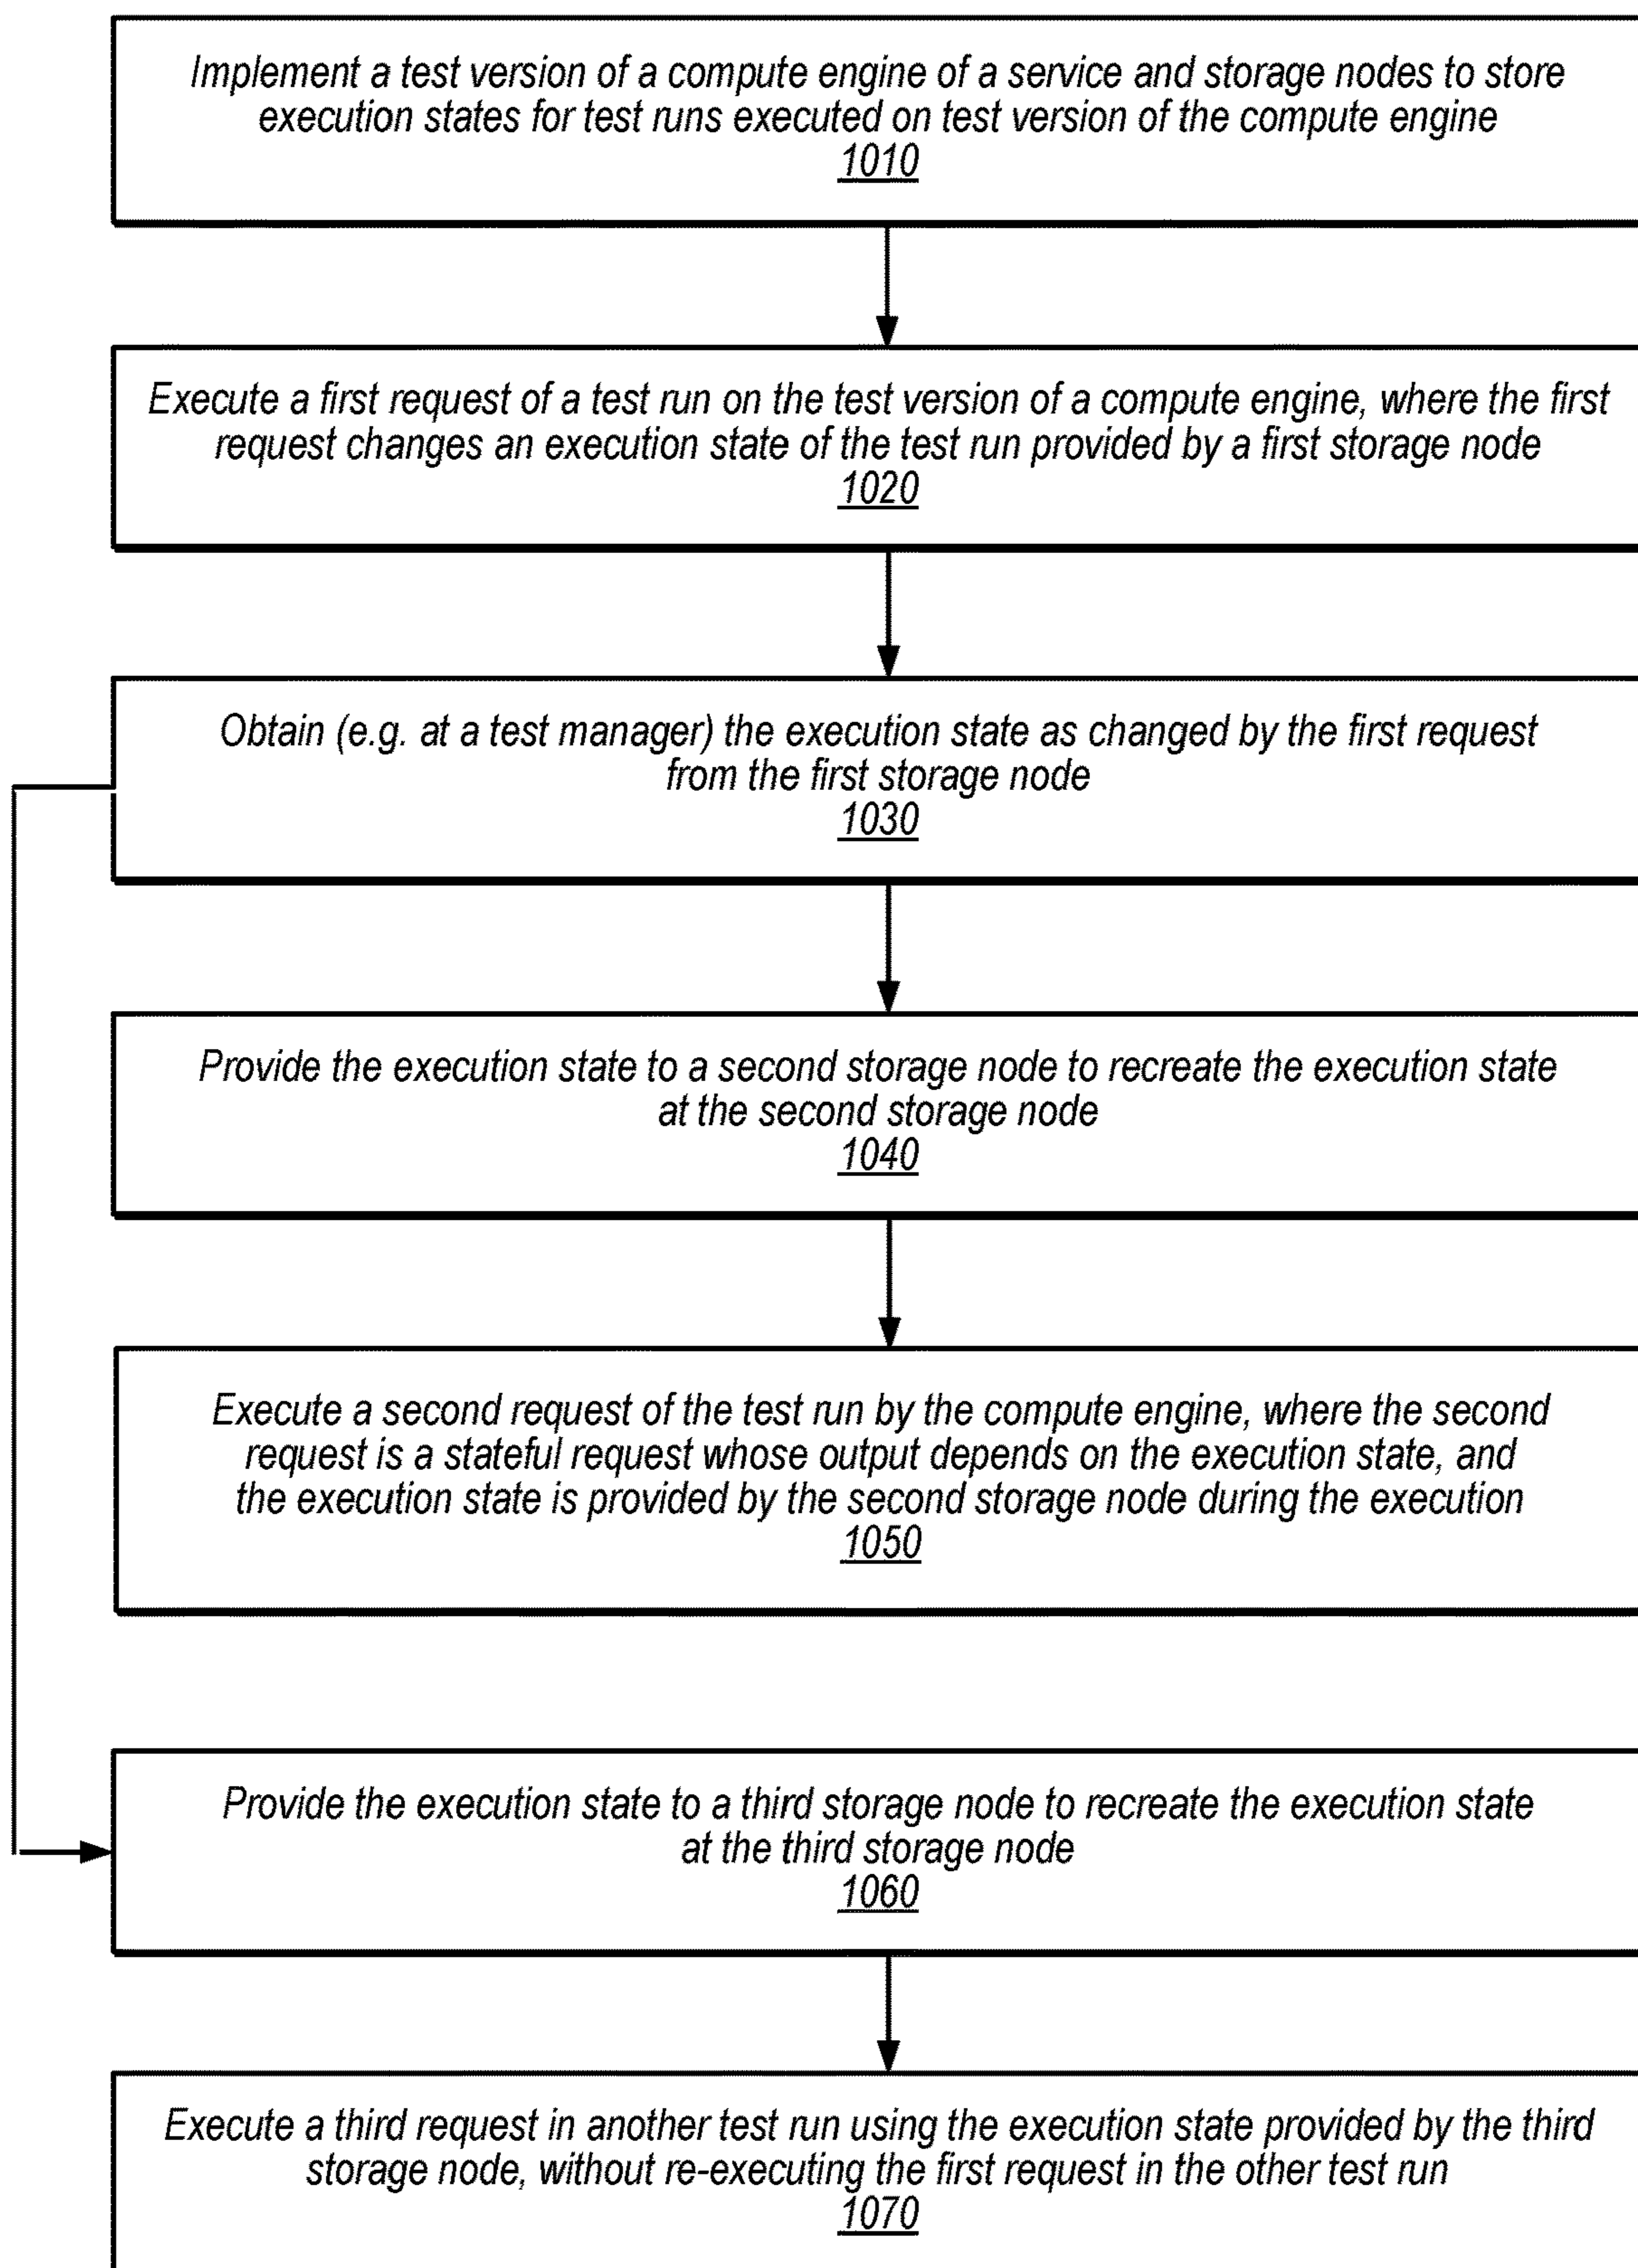 Implement a test version of a compute engine of a service and storage nodes to store
execution states for test runs executed on test version of the compute engine
1010
Execute a first request of a test run on the test version of a compute engine, where the first
request changes an execution state of the test run provided by a first storage node
1020
Obtain (e.g. at a test manager) the execution state as changed by the first request
from the first storage node
1030
Provide the execution state to a second storage node to recreate the execution state
at the second storage node
1040
Execute a second request of the test run by the compute engine, where the second
request is a stateful request whose output depends on the execution state, and
the execution state is provided by the second storage node during the execution
1050
Provide the execution state to a third storage node to recreate the execution state
at the third storage node
1060
Execute a third request in another test run using the execution state provided by the third
storage node, without re-executing the first request in the other test run
1070